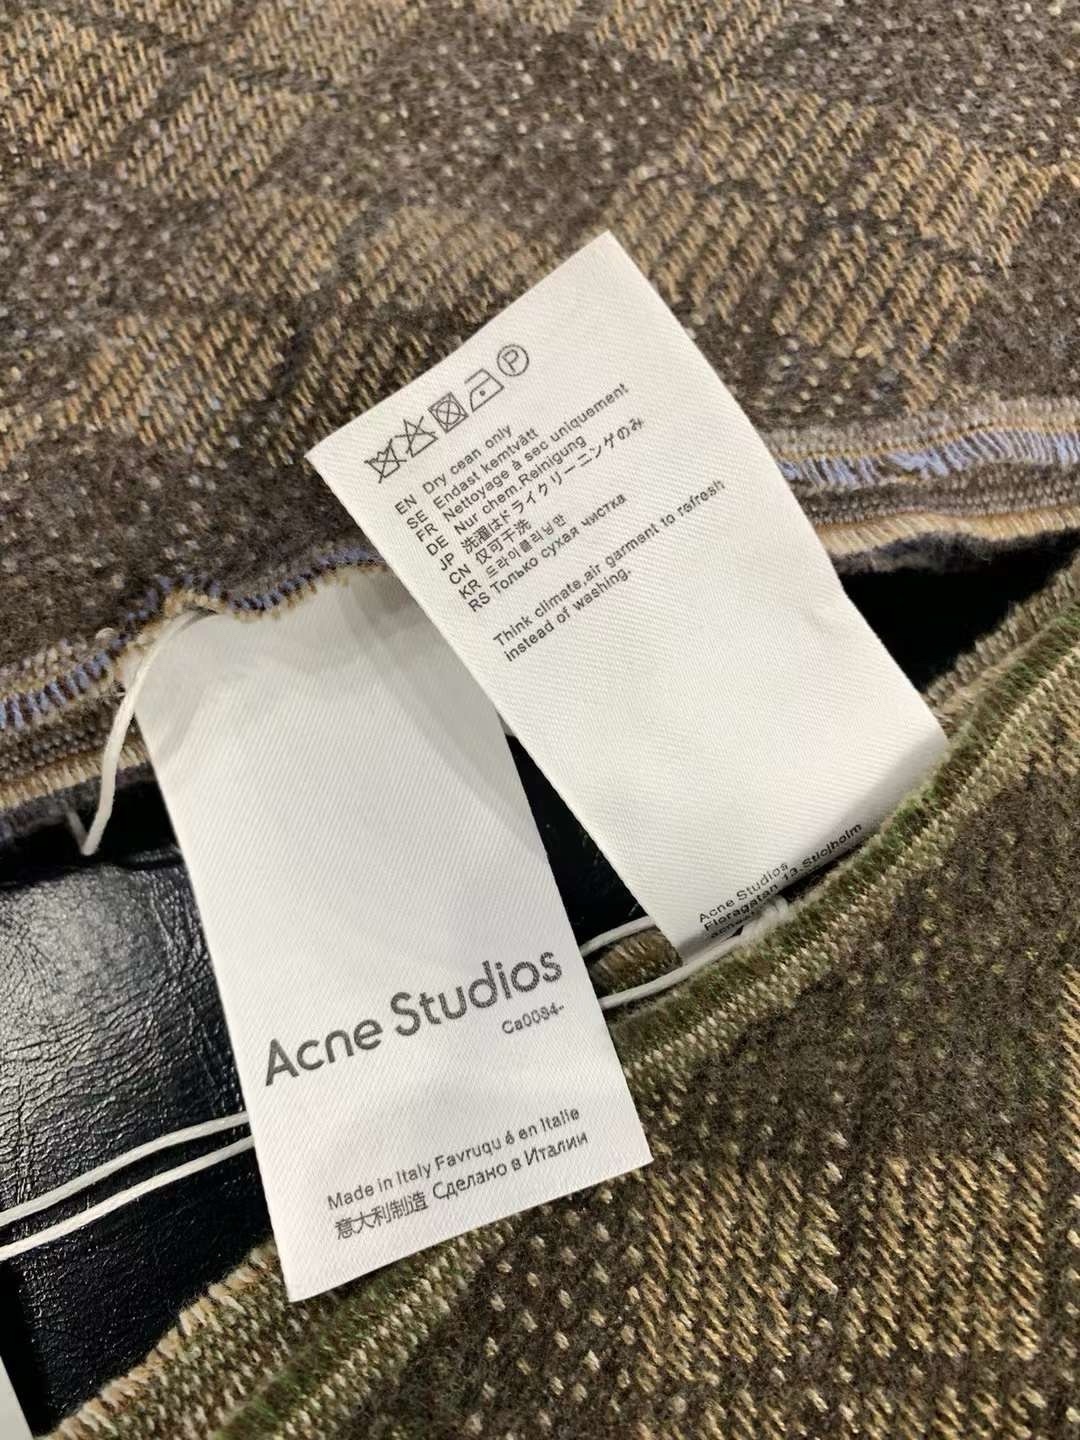 EN Dry cean only
SE Endast kemtvätt
FR Nettoyage à sec uniquement
DE Nur chem.Reinigung
JP 洗濯はドライクリーニングのみ
CN 仅可干洗
KR 드라이클리닝만
RS Только сухая чистка
Think climate,air garment to rsfresh
instead of washing.
Acne Studios
Floragatan 13.Stiolholm
Acne Studios
Ca0084-
Made in Italy Favruqu é en Italie
意大利制造 Сделано в Италии